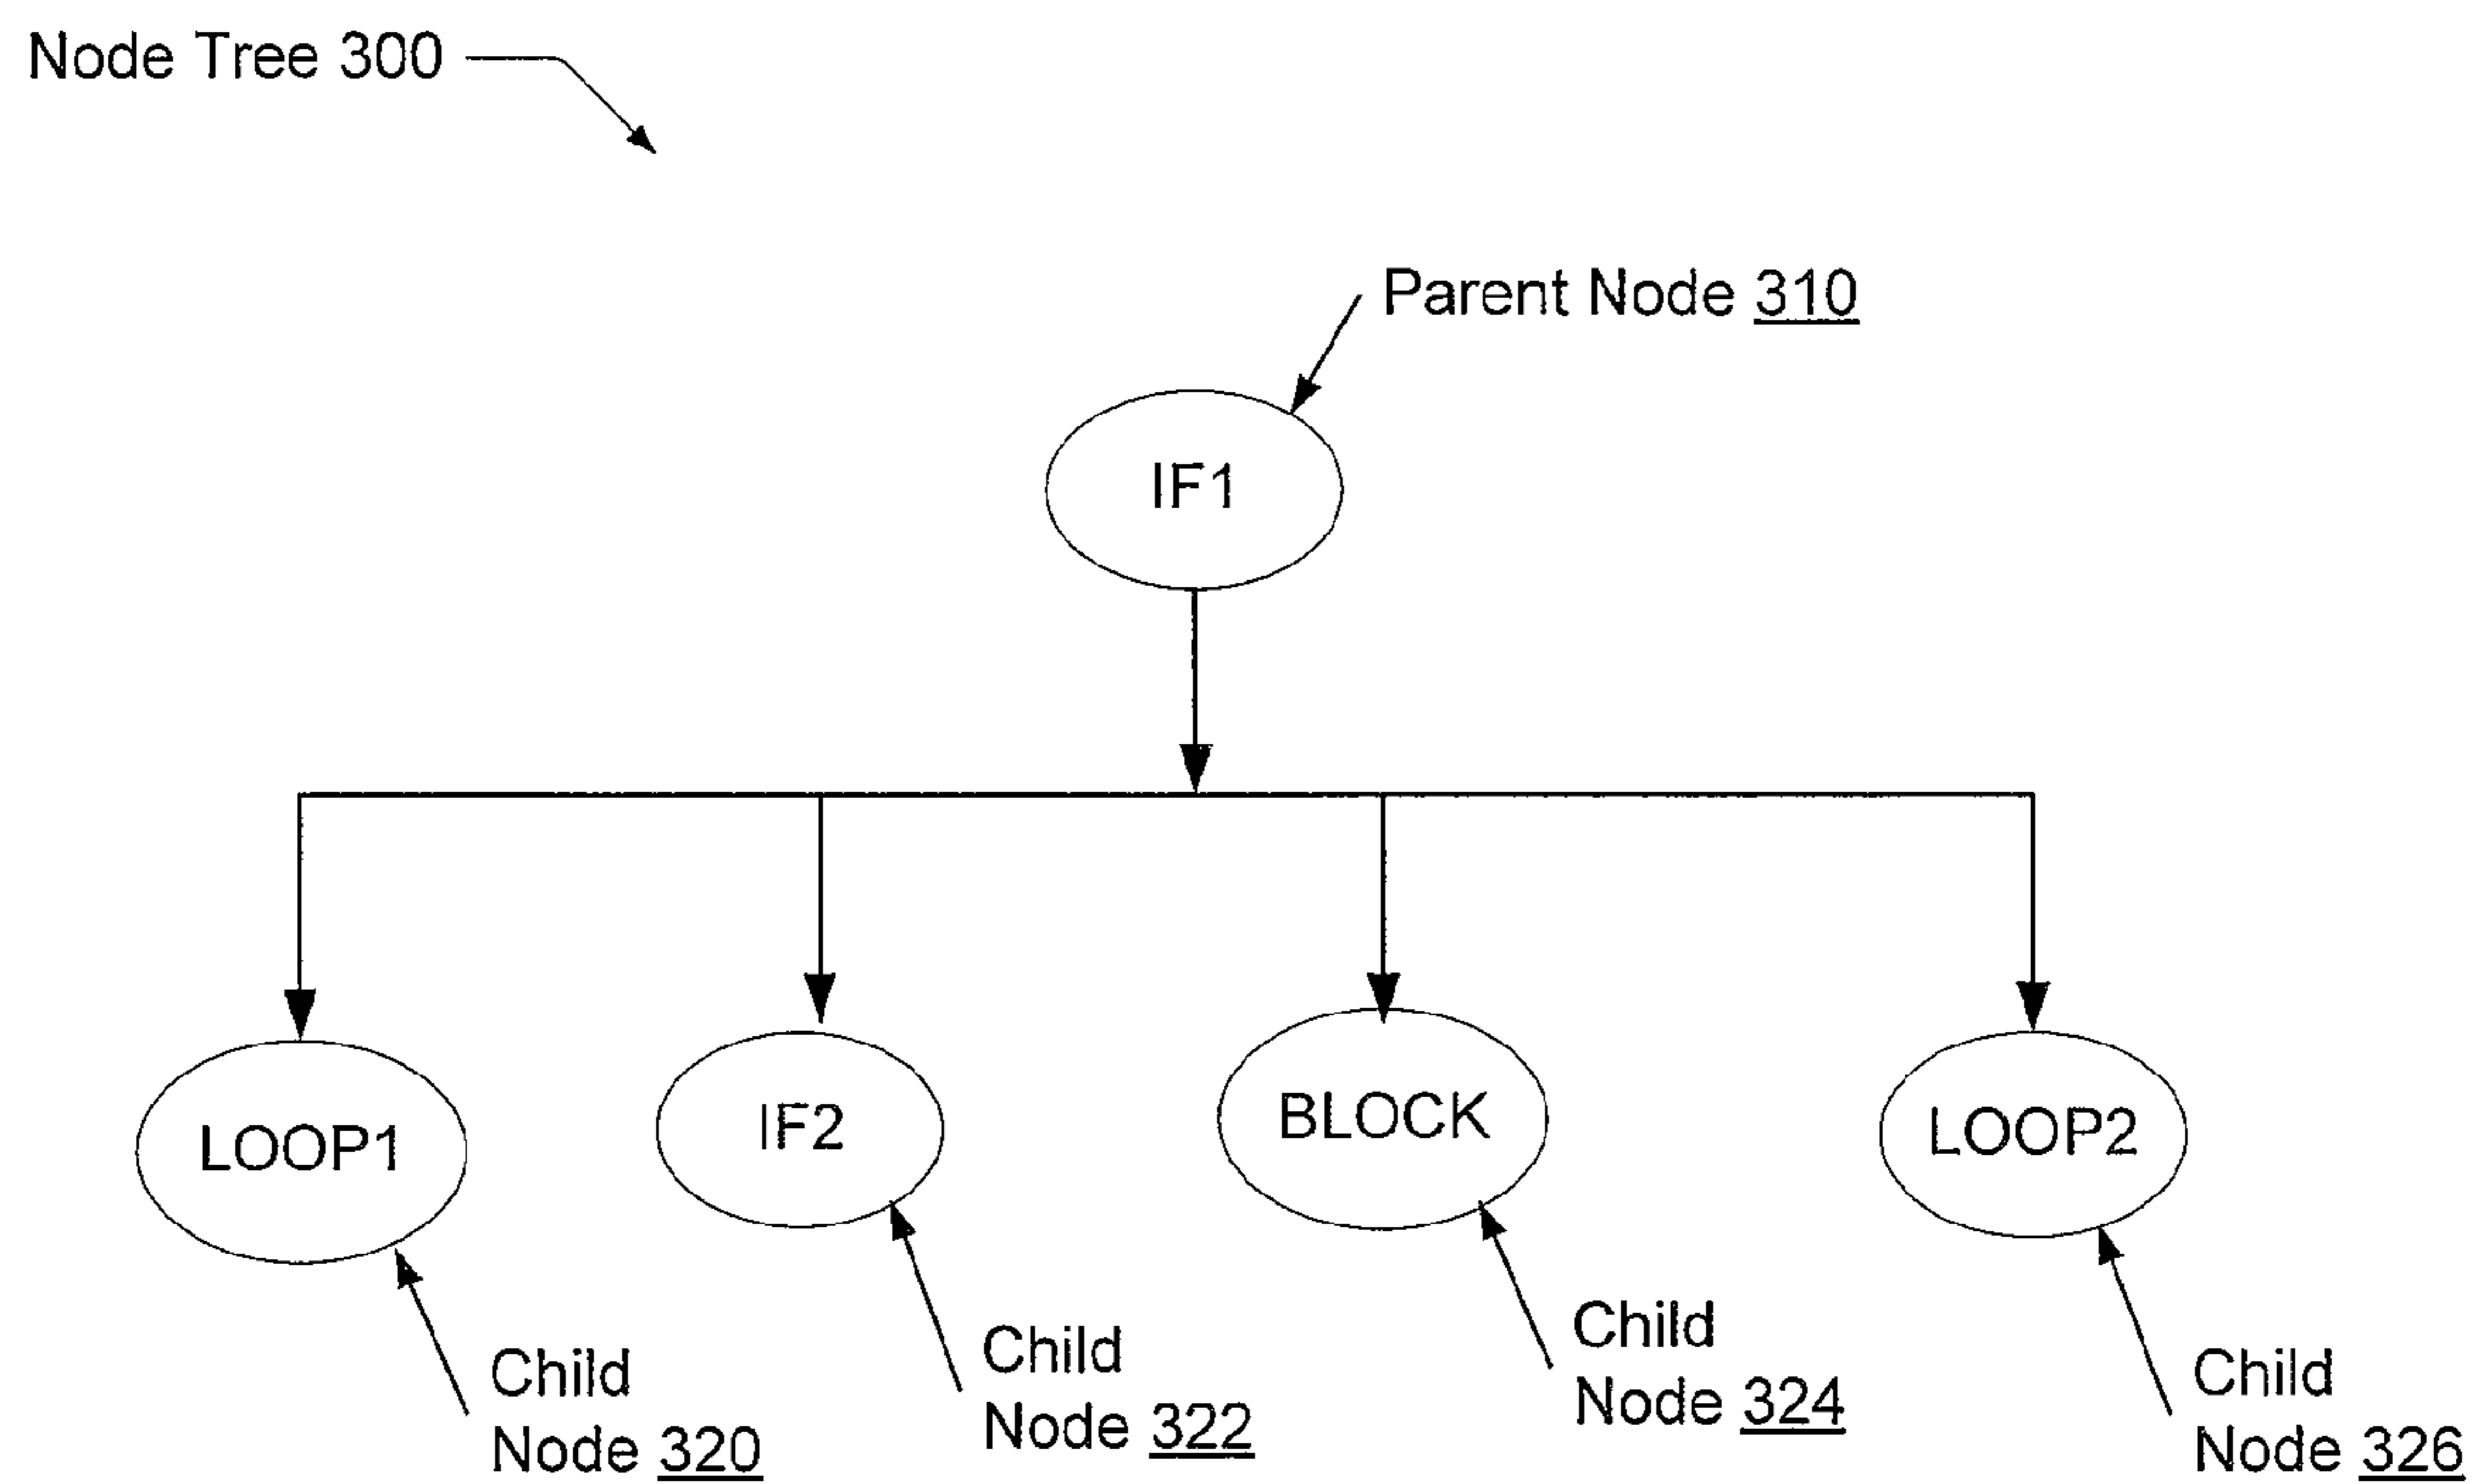 Node Tree 300
Parent Node 310
IF1
LOOP1
IF2
BLOCK
LOOP2
Child
Node 320
Child
Node 322
Child
Node 324
Child
Node 326